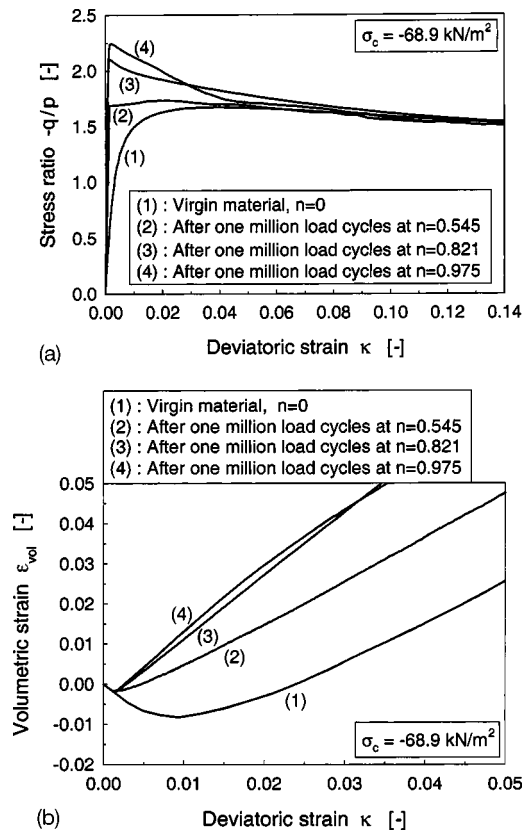 σc = -68.9 kN/m²
2.5
2.0
1.5
1.0
0.5
0.0
Stress ratio -q/p [-]
(4)
(3)
(2)
(1)
(1) : Virgin material, n=0
(2) : After one million load cycles at n=0.545
(3) : After one million load cycles at n=0.821
(4) : After one million load cycles at n=0.975
0.00 0.02 0.04 0.06 0.08 0.10 0.12 0.14
Deviatoric strain κ [-]
(a)
(1) : Virgin material, n=0
(2) : After one million load cycles at n=0.545
(3) : After one million load cycles at n=0.821
(4) : After one million load cycles at n=0.975
0.05
0.04
0.03
0.02
0.01
0.00
-0.01
-0.02
Volumetric strain εvol [-]
(4)
(3)
(2)
(1)
σc = -68.9 kN/m²
0.00 0.01 0.02 0.03 0.04 0.05
Deviatoric strain κ [-]
(b)